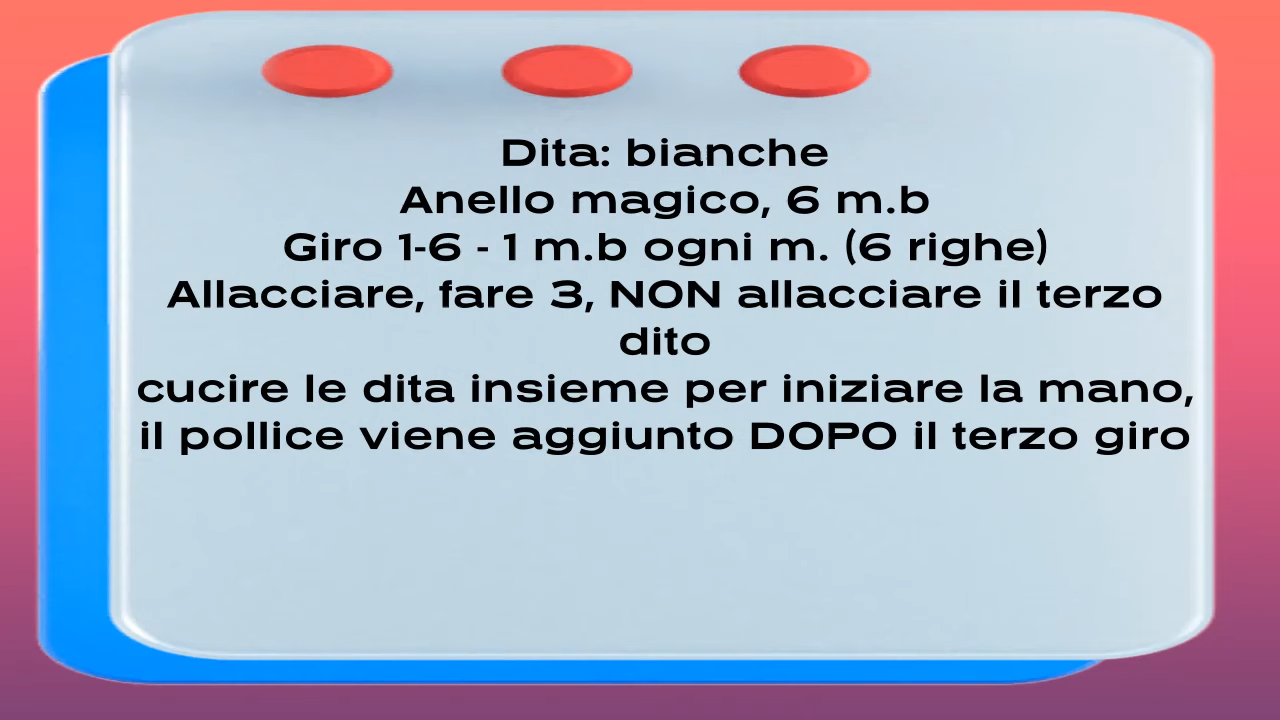 Dita: bianche
Anello magico, 6 m.b
Giro 1-6 - 1 m.b ogni m. (6 righe)
Allacciare, fare 3, NON allacciare il terzo
dito
cucire le dita insieme per iniziare la mano,
il pollice viene aggiunto DOPO il terzo giro